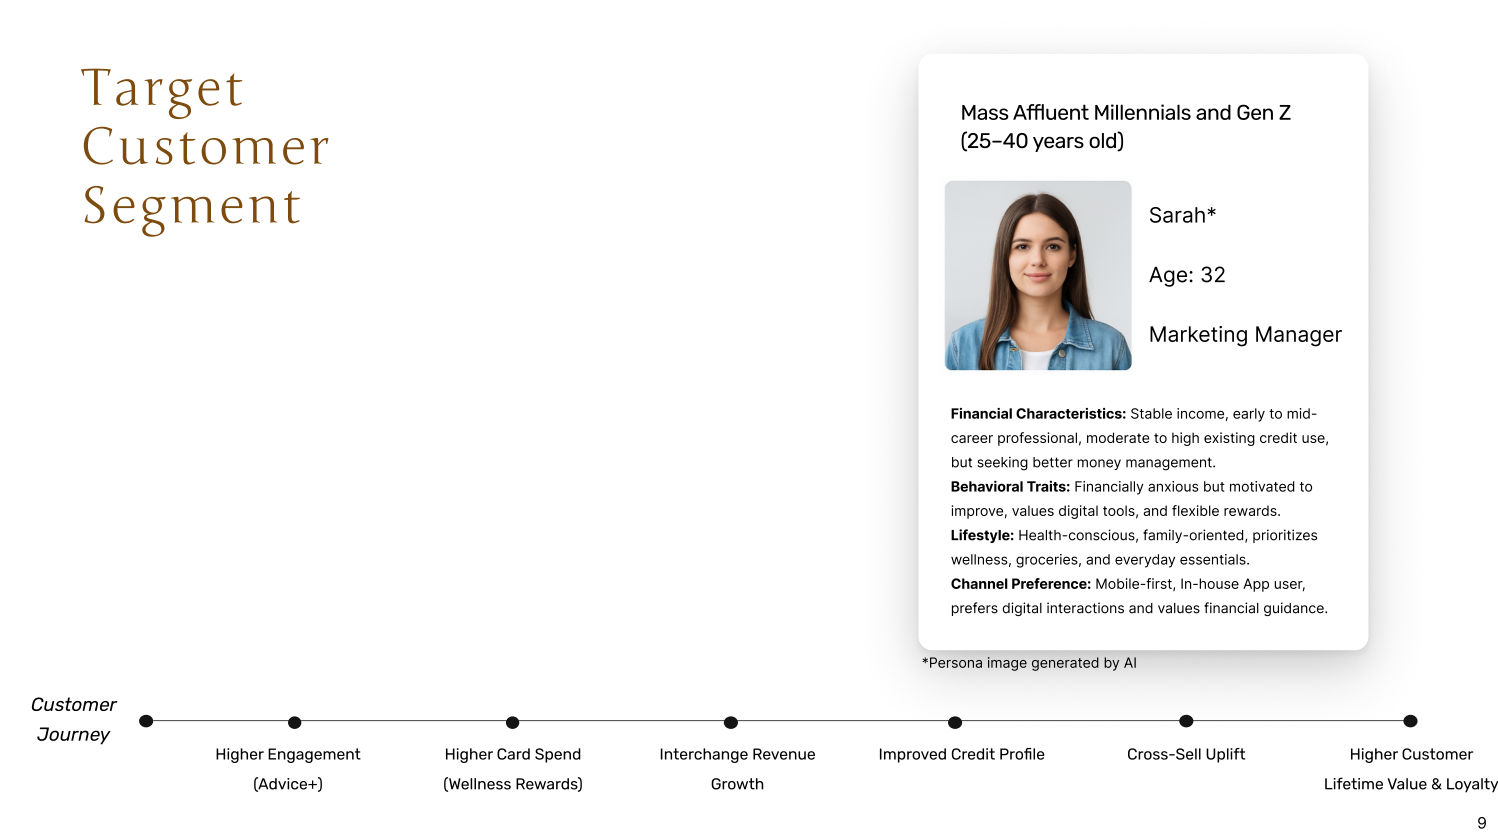 Target
Customer
Segment
Mass Affluent Millennials and Gen Z
(25–40 years old)
Sarah*
Age: 32
Marketing Manager
Financial Characteristics: Stable income, early to mid-
career professional, moderate to high existing credit use,
but seeking better money management.
Behavioral Traits: Financially anxious but motivated to
improve, values digital tools, and flexible rewards.
Lifestyle: Health-conscious, family-oriented, prioritizes
wellness, groceries, and everyday essentials.
Channel Preference: Mobile-first, In-house App user,
prefers digital interactions and values financial guidance.
*Persona image generated by AI
Customer
Journey
Higher Engagement
(Advice+)
Higher Card Spend
(Wellness Rewards)
Interchange Revenue
Growth
Improved Credit Profile
Cross-Sell Uplift
Higher Customer
Lifetime Value & Loyalty
9